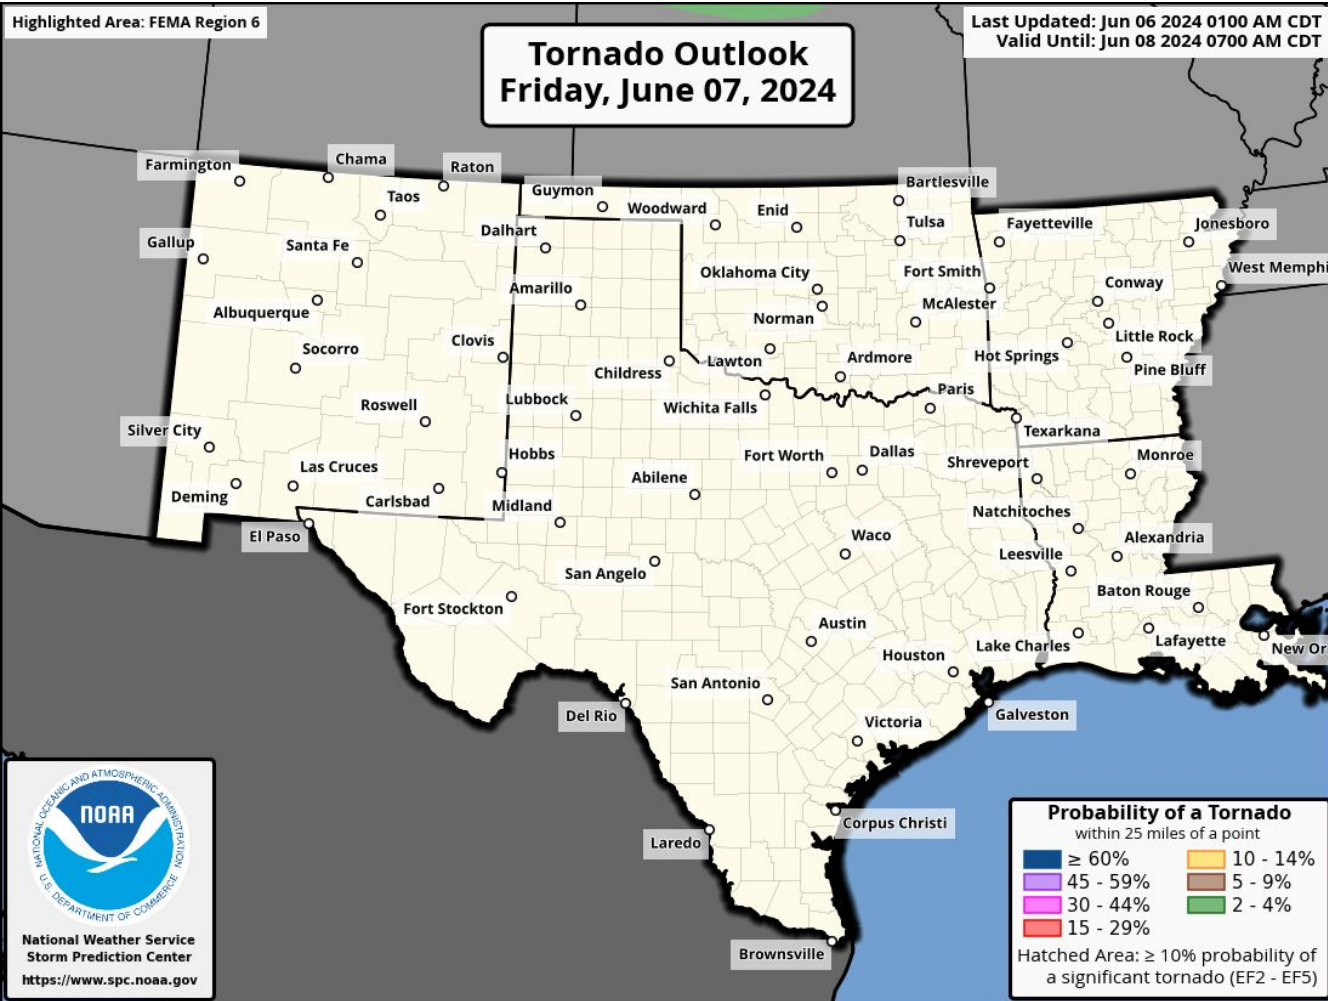 Highlighted Area: FEMA Region 6
Last Updated: Jun 06 2024 0100 AM CDT
Valid Until: Jun 08 2024 0700 AM CDT
Tornado Outlook
Friday, June 07, 2024
Farmington
Chama
Raton
Taos
Guymon
Woodward
Enid
Bartlesville
Gallup
Santa Fe
Dalhart
Tulsa
Fayetteville
Jonesboro
Oklahoma City
Fort Smith
West Memphi
Albuquerque
Amarillo
Norman
McAlester
Conway
Socorro
Clovis
Childress
Lawton
Ardmore
Hot Springs
Little Rock
Pine Bluff
Roswell
Lubbock
Wichita Falls
Paris
Silver City
Texarkana
Las Cruces
Hobbs
Abilene
Fort Worth
Dallas
Shreveport
Monroe
Deming
Carlsbad
Midland
Natchitoches
El Paso
Waco
Leesville
Alexandria
San Angelo
Baton Rouge
Fort Stockton
Austin
Lake Charles
Lafayette
New Or
Houston
San Antonio
Del Rio
Victoria
Galveston
Corpus Christi
Laredo
Brownsville
NATIONAL OCEANIC AND ATMOSPHERIC ADMINISTRATION
NOAA
U.S. DEPARTMENT OF COMMERCE
National Weather Service
Storm Prediction Center
https://www.spc.noaa.gov
Probability of a Tornado
within 25 miles of a point
≥ 60%
10 - 14%
45 - 59%
5 - 9%
30 - 44%
2 - 4%
15 - 29%
Hatched Area: ≥ 10% probability of
a significant tornado (EF2 - EF5)